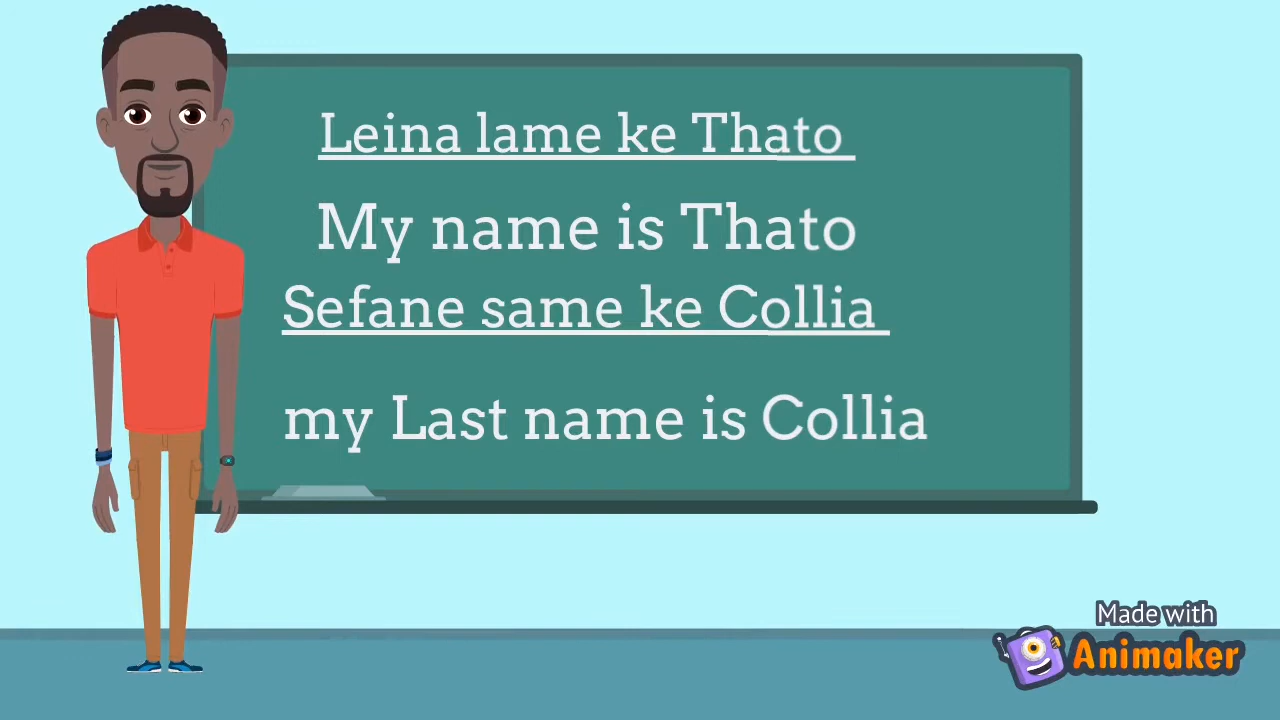 Leina lame ke Thato
My name is Thato
Sefane same ke Collia
my Last name is Collia
Made with
Animaker